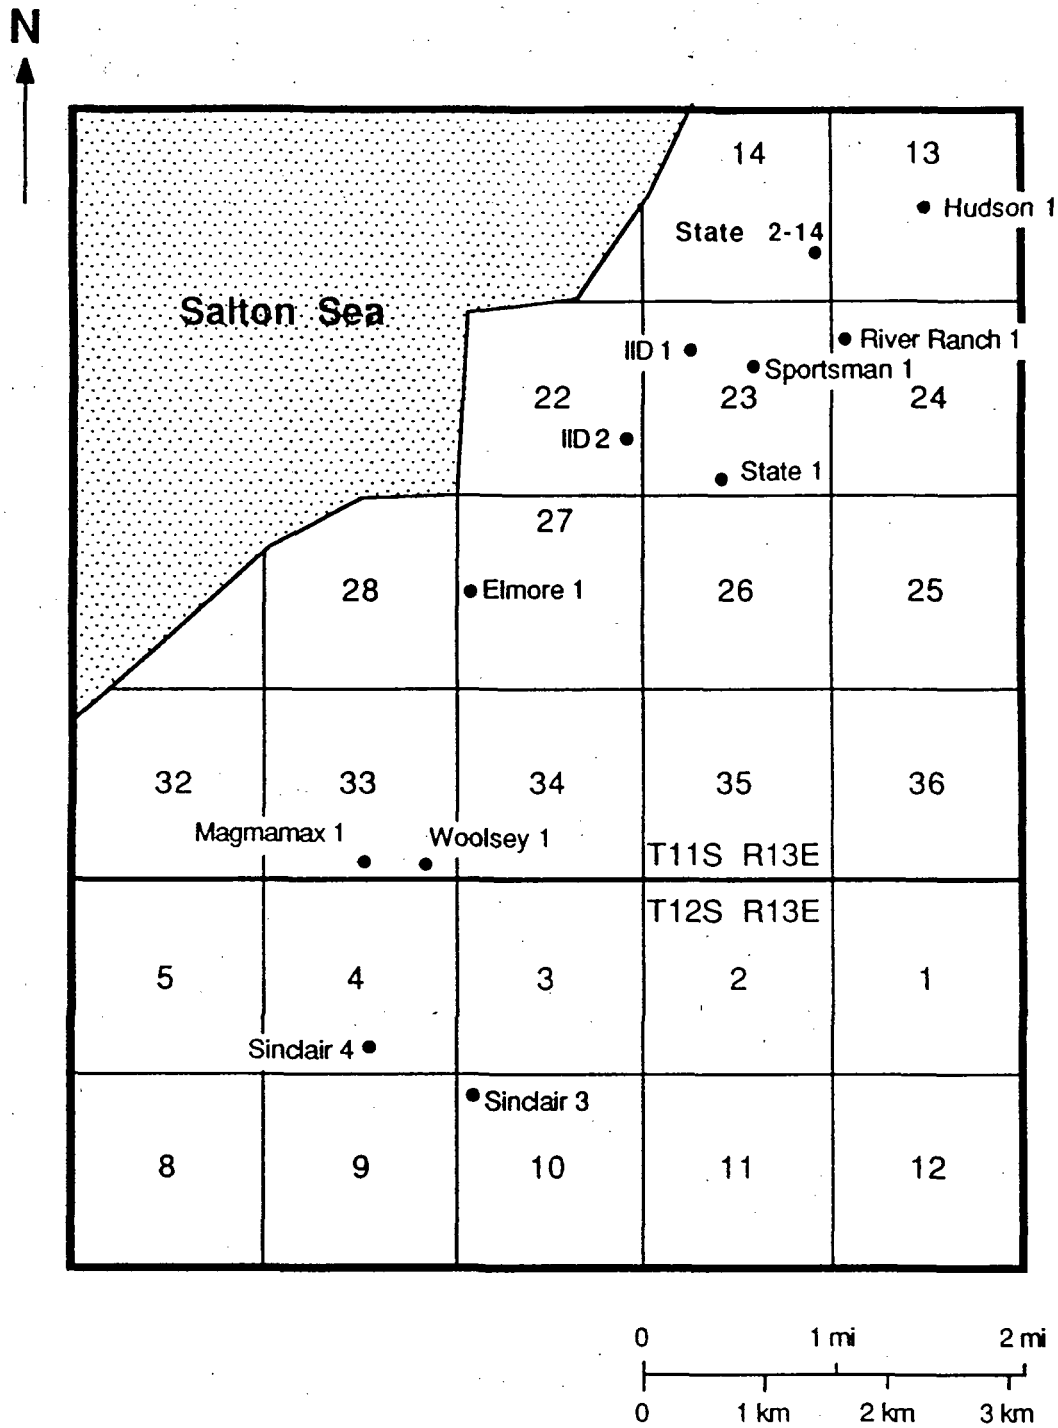 N
14
13
Hudson 1
State 2-14
Salton Sea
IID 1
River Ranch 1
Sportsman 1
22
23
24
IID 2
State 1
27
28
Elmore 1
26
25
32
33
34
35
36
Magmamax 1
Woolsey 1
T11S R13E
T12S R13E
5
4
3
2
1
Sinclair 4
Sinclair 3
8
9
10
11
12
0 1 mi 2 mi
0 1 km 2 km 3 km